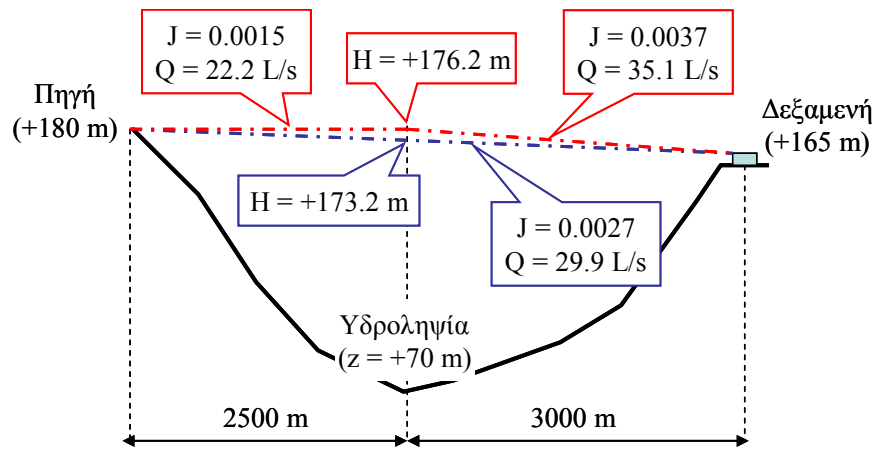 J = 0.0015
Q = 22.2 L/s
H = +176.2 m
J = 0.0037
Q = 35.1 L/s
Πηγή
(+180 m)
Δεξαμενή
(+165 m)
H = +173.2 m
J = 0.0027
Q = 29.9 L/s
Υδροληψία
(z = +70 m)
2500 m
3000 m